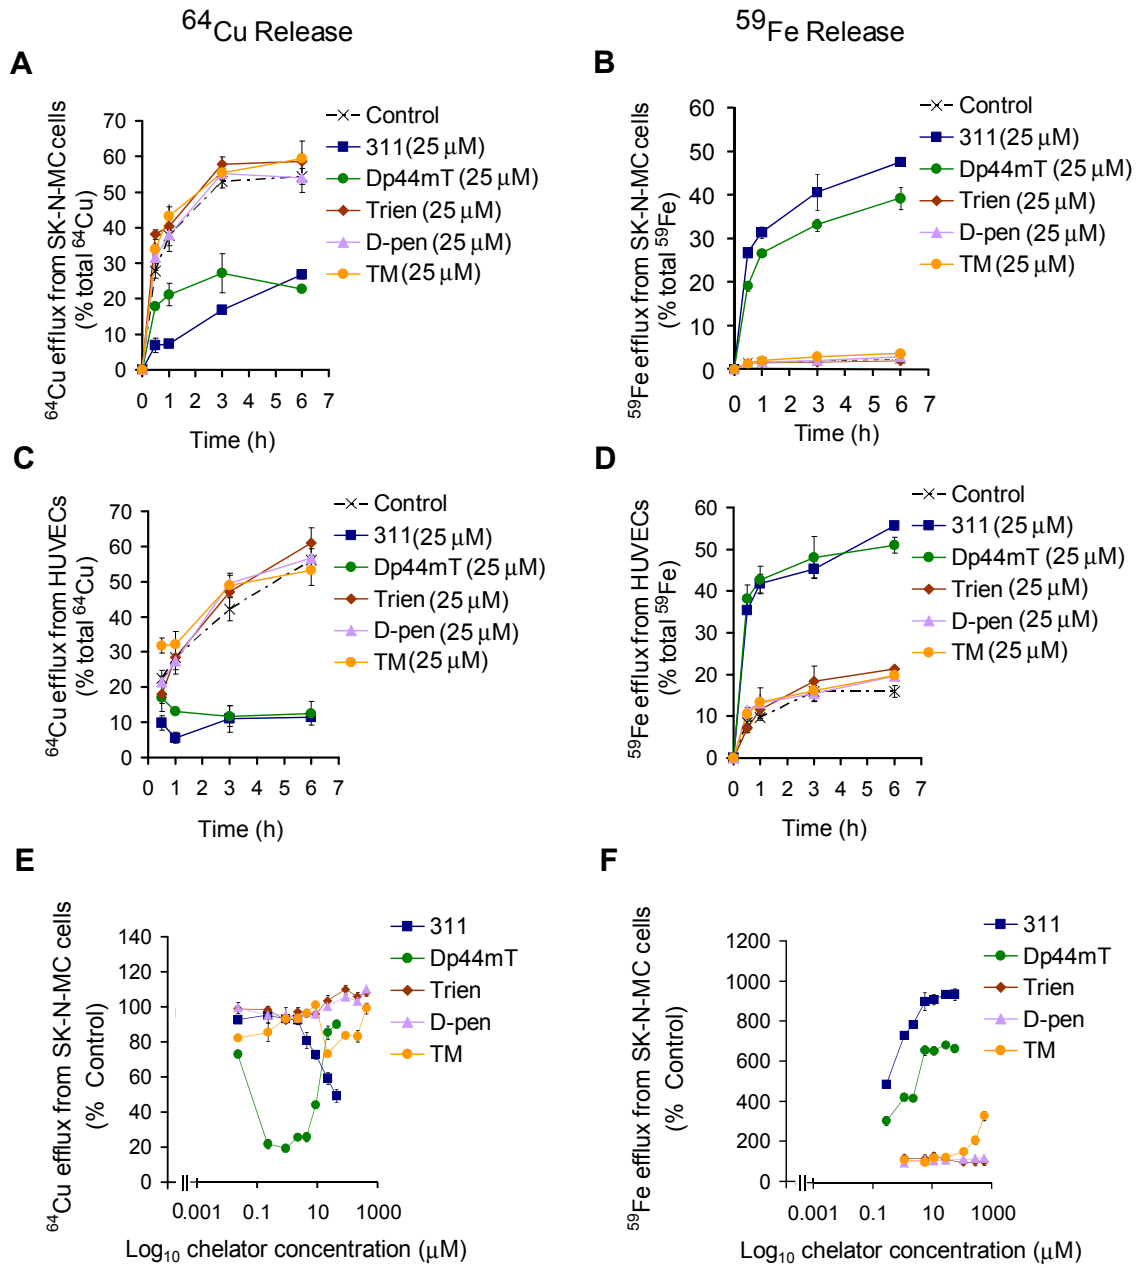 64Cu Release
59Fe Release
A
64Cu efflux from SK-N-MC cells
(% total 64Cu)
70
60
50
40
30
20
10
0
0 1 2 3 4 5 6 7
Time (h)
Control
311(25 μM)
Dp44mT (25 μM)
Trien (25 μM)
D-pen (25 μM)
TM(25 μM)
B
59Fe efflux from SK-N-MC cells
(% total 59Fe)
60
50
40
30
20
10
0
0 1 2 3 4 5 6 7
Time (h)
Control
311 (25 μM)
Dp44mT (25 μM)
Trien (25 μM)
D-pen (25 μM)
TM (25 μM)
C
64Cu efflux from HUVECs
(% total 64Cu)
70
60
50
40
30
20
10
0
0 1 2 3 4 5 6 7
Time (h)
Control
311 (25 μM)
Dp44mT (25 μM)
Trien (25 μM)
D-pen (25 μM)
TM (25 μM)
D
59Fe efflux from HUVECs
(% total 59Fe)
60
50
40
30
20
10
0
0 1 2 3 4 5 6 7
Time (h)
Control
311 (25 μM)
Dp44mT (25 μM)
Trien (25 μM)
D-pen (25 μM)
TM (25 μM)
E
64Cu efflux from SK-N-MC cells
(% Control)
140
120
100
80
60
40
20
0
0.001 0.1 10 1000
Log10 chelator concentration (μM)
311
Dp44mT
Trien
D-pen
TM
F
59Fe efflux from SK-N-MC cells
(% Control)
1200
1000
800
600
400
200
0
0.001 0.1 10 1000
Log10 chelator concentration (μM)
311
Dp44mT
Trien
D-pen
TM